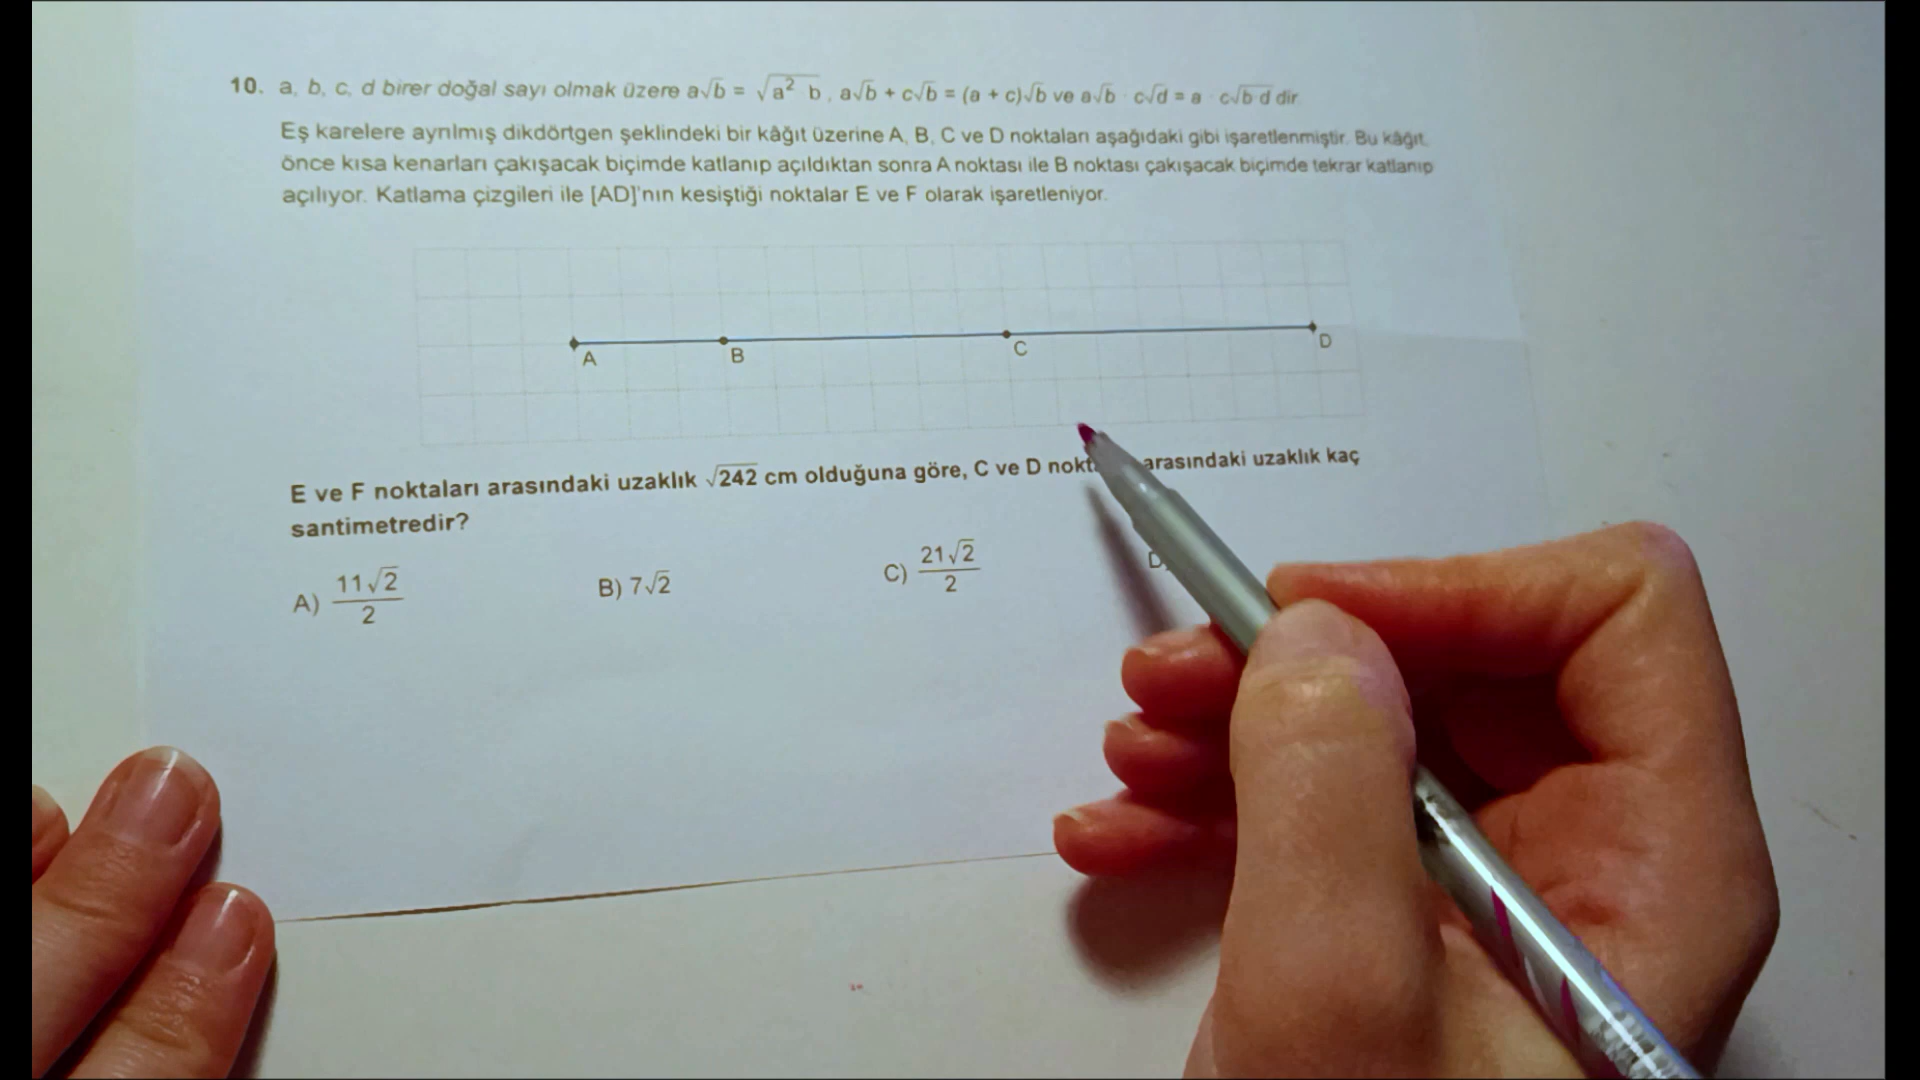 10. a, b, c, d birer doğal sayı olmak üzere a√b = √a² b , a√b + c√b = (a + c)√b ve a√b · c√d = a · c√b d dir.
Eş karelere ayrılmış dikdörtgen şeklindeki bir kâğıt üzerine A, B, C ve D noktaları aşağıdaki gibi işaretlenmiştir. Bu kâğıt,
önce kısa kenarları çakışacak biçimde katlanıp açıldıktan sonra A noktası ile B noktası çakışacak biçimde tekrar katlanıp
açılıyor. Katlama çizgileri ile [AD]'nın kesiştiği noktalar E ve F olarak işaretleniyor.
A B C D
E ve F noktaları arasındaki uzaklık √242 cm olduğuna göre, C ve D arasındaki uzaklık kaç
santimetredir?
A) 11√2/2 B) 7√2 C) 21√2/2 D)